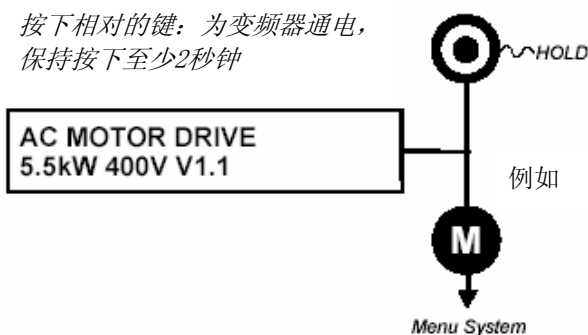 按下相对的键：为变频器通电，
保持按下至少2秒钟
HOLD
AC MOTOR DRIVE
5.5kW 400V V1.1
例如
M
Menu System